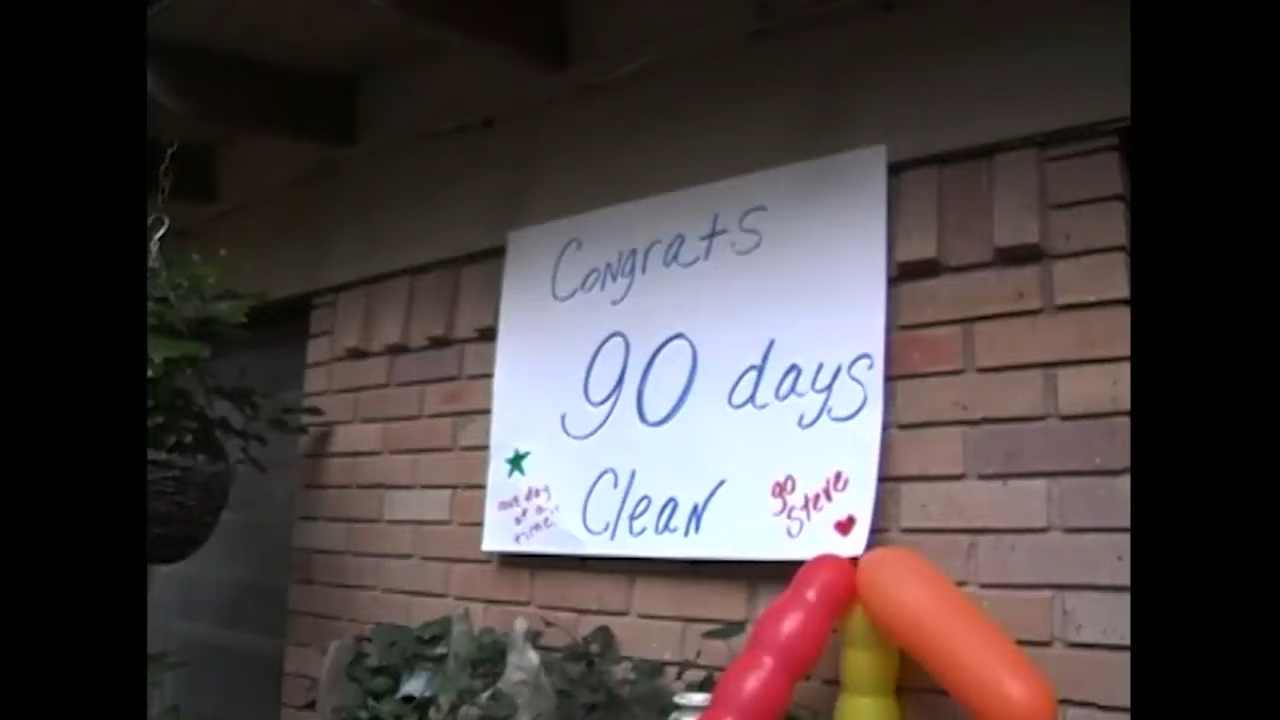 Congrats
90 days
Clean
one day
at a
time!!
go
Steve